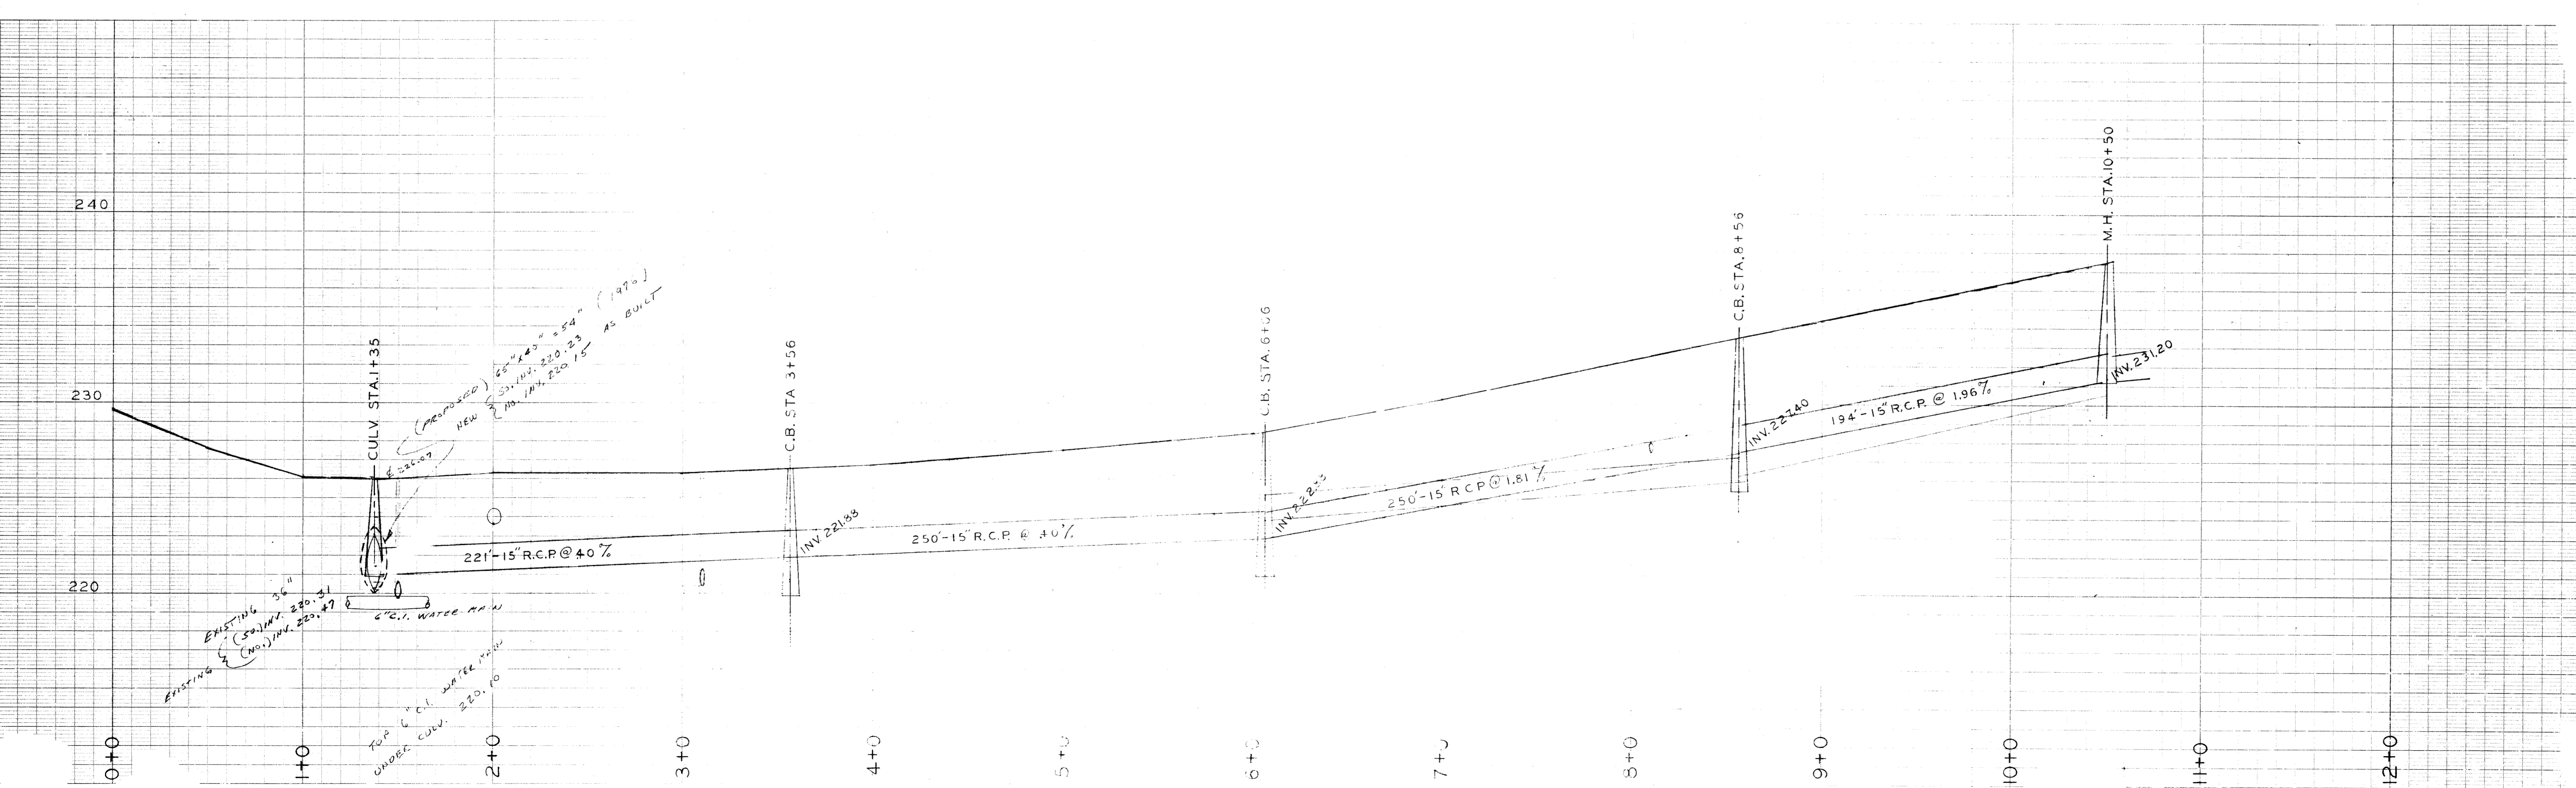 240
230
220
CULV. STA.1+35
(PROPOSED) 65"x40" = 54" (1976)
NEW { SO. INV. 220.23 AS BUILT
NO. INV. 220.15
℄ 226.07
C.B. STA 3+56
C.B. STA. 6+06
C.B. STA. 8+56
M.H. STA.10+50
INV. 221.88
INV.
INV. 227.40
INV. 231.20
221'-15" R.C.P. @ .40 %
250'-15" R.C.P. @ .40 %
250'-15" R C P @ 1.81 %
194'-15" R.C.P. @ 1.96 %
EXISTING 36"
{ (SO.) INV. 220.31
EXISTING { (NO.) INV. 220.47
6" C.I. WATER MAIN
TOP 6" C.I. WATER MAIN
UNDER CULV. 220.10
0+0
1+0
2+0
3+0
4+0
5+0
6+0
7+0
8+0
9+0
10+0
11+0
12+0